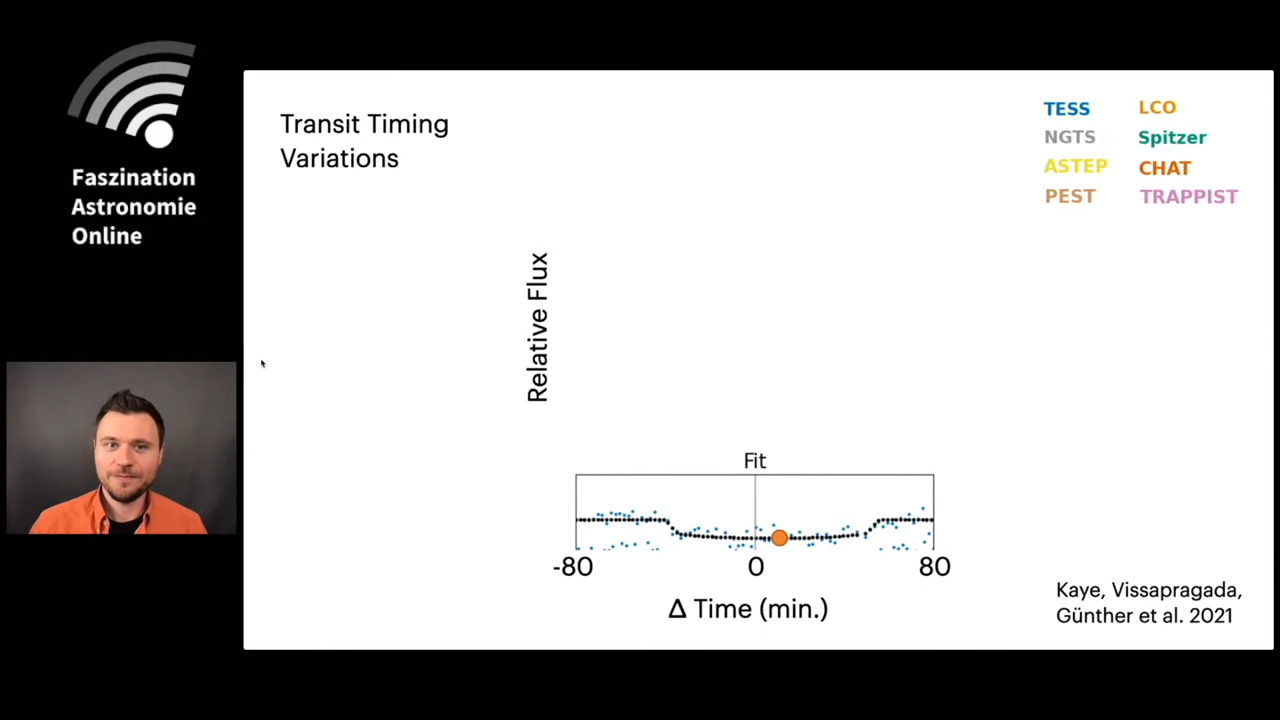 Faszination
Astronomie
Online
Transit Timing
Variations
TESS LCO
NGTS Spitzer
ASTEP CHAT
PEST TRAPPIST
Relative Flux
Fit
-80 0 80
Δ Time (min.)
Kaye, Vissapragada,
Günther et al. 2021